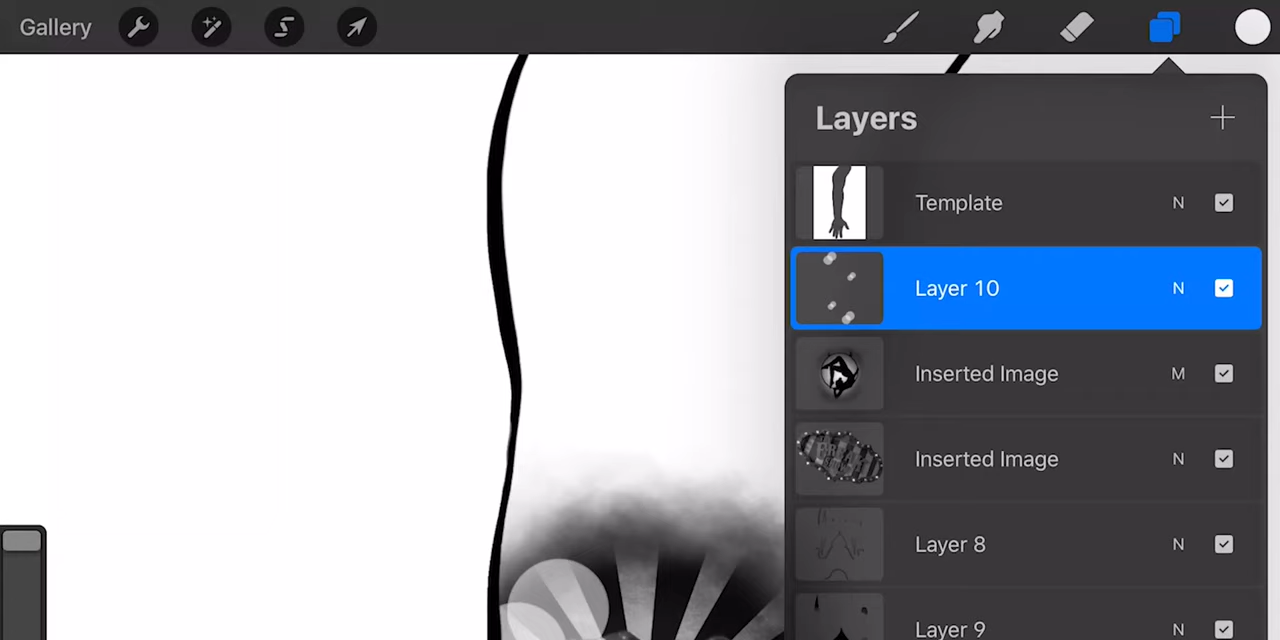 Gallery
Layers
Template N
Layer 10 N
Inserted Image M
Inserted Image N
Layer 8 N
Layer 9 N